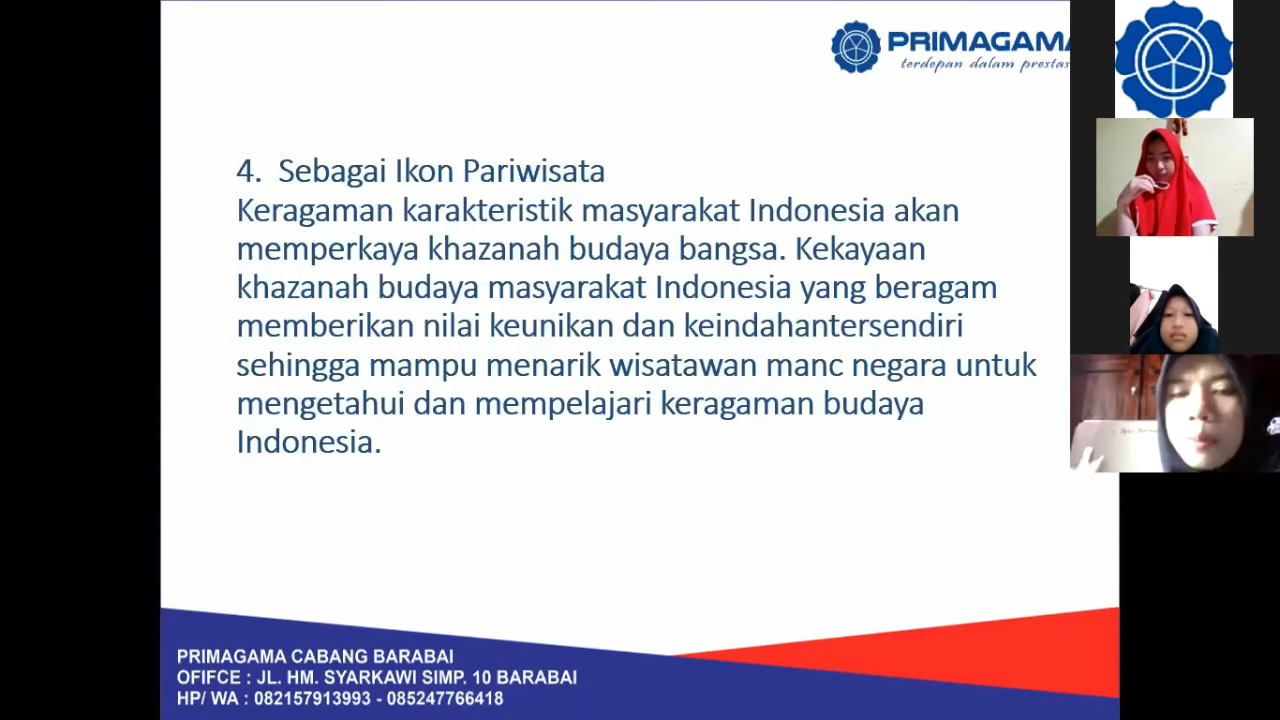 PRIMAGAMA
terdepan dalam prestas
4. Sebagai Ikon Pariwisata
Keragaman karakteristik masyarakat Indonesia akan
memperkaya khazanah budaya bangsa. Kekayaan
khazanah budaya masyarakat Indonesia yang beragam
memberikan nilai keunikan dan keindahantersendiri
sehingga mampu menarik wisatawan manc negara untuk
mengetahui dan mempelajari keragaman budaya
Indonesia.
PRIMAGAMA CABANG BARABAI
OFIFCE : JL. HM. SYARKAWI SIMP. 10 BARABAI
HP/ WA : 082157913993 - 085247766418